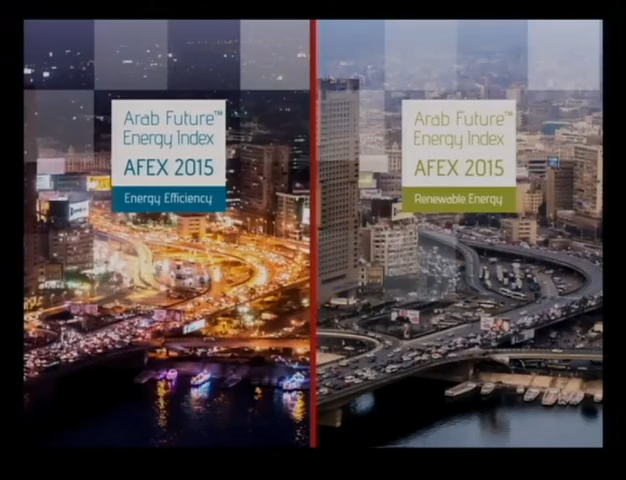 Arab Future™
Energy Index
AFEX 2015
Energy Efficiency
Arab Future™
Energy Index
AFEX 2015
Renewable Energy